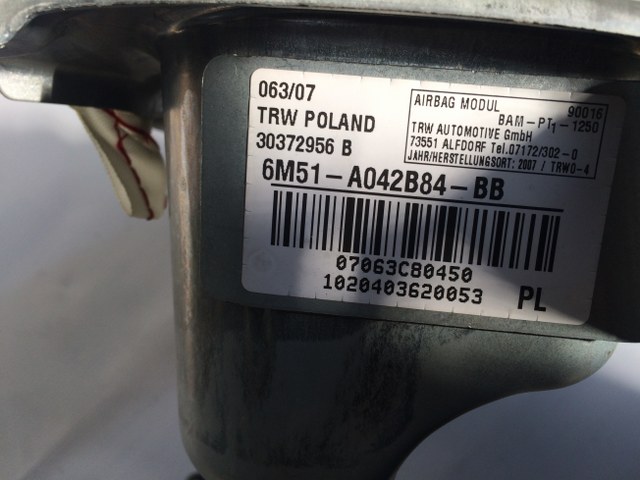 063/07
TRW POLAND
30372956 B
AIRBAG MODUL 90016
BAM-PT1-1250
TRW AUTOMOTIVE GmbH
73551 ALFDORF Tel.07172/302-0
JAHR/HERSTELLUNGSORT: 2007 / TRWO-4
6M51-A042B84-BB
07063C80450
1020403620053 PL